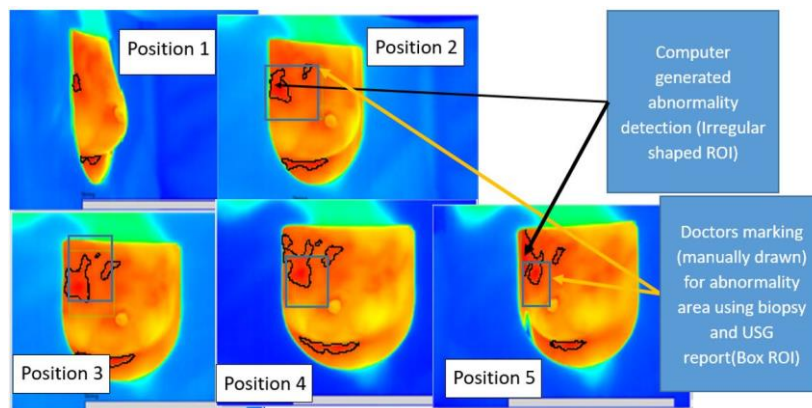 Position 1
Position 2
Computer
generated
abnormality
detection (Irregular
shaped ROI)
Position 3
Position 4
Position 5
Doctors marking
(manually drawn)
for abnormality
area using biopsy
and USG
report(Box ROI)